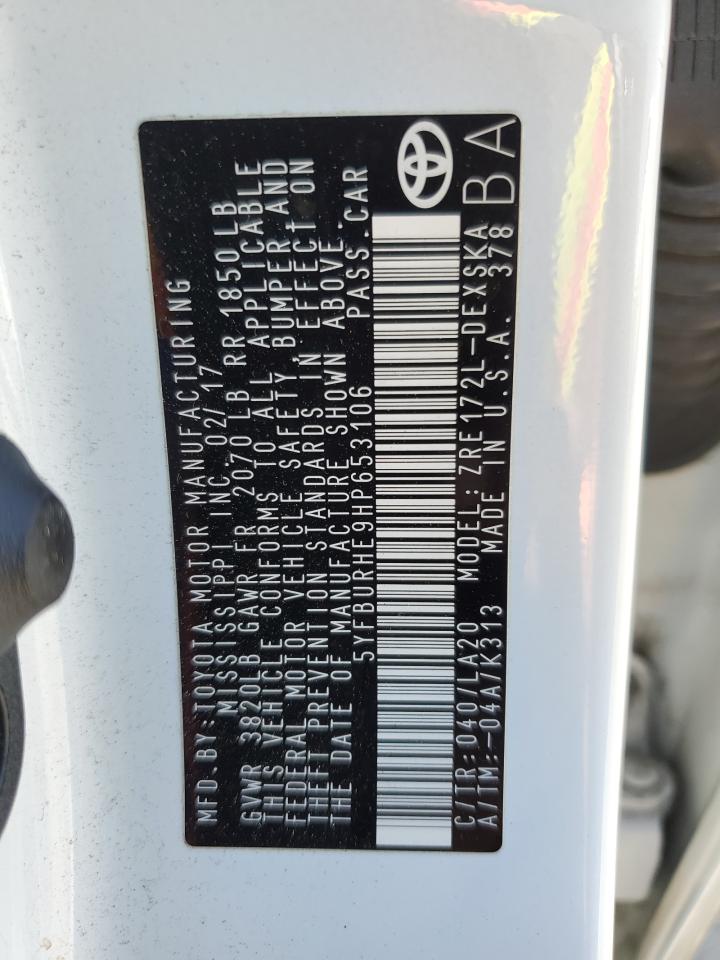 MFD.BY:TOYOTA MOTOR MANUFACTURING
MISSISSIPPI INC.02/17
GVWR 3820LB GAWR FR 2070 LB RR 1850 LB
THIS VEHICLE CONFORMS TO ALL APPLICABLE
FEDERAL MOTOR VEHICLE SAFETY, BUMPER AND
THEFT PREVENTION STANDARDS IN EFFECT ON
THE DATE OF MANUFACTURE SHOWN ABOVE.
5YFBURHE9HP653106 PASS.CAR
C/TR:040/LA20 MODEL:ZRE172L-DEXSKA
A/TM:-04A/K313 MADE IN U.S.A. 378
BA